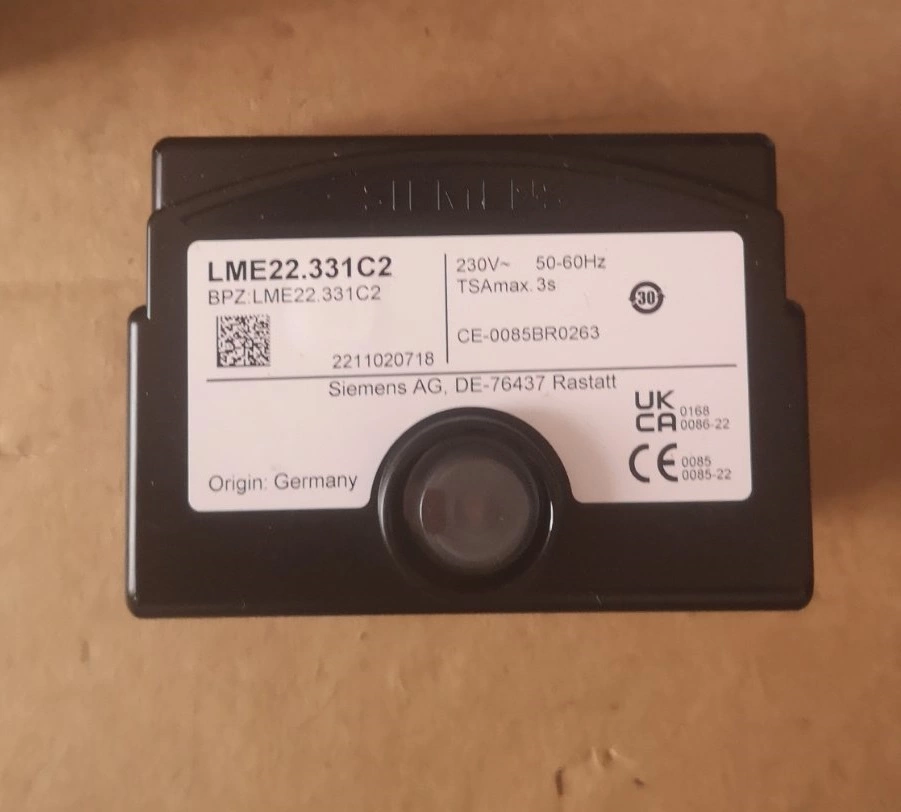 SIEMENS
LME22.331C2
BPZ:LME22.331C2
2211020718
230V~ 50-60Hz
TSAmax. 3s
30
CE-0085BR0263
Siemens AG, DE-76437 Rastatt
UK
CA 0168
0086-22
CE 0085
0085-22
Origin: Germany